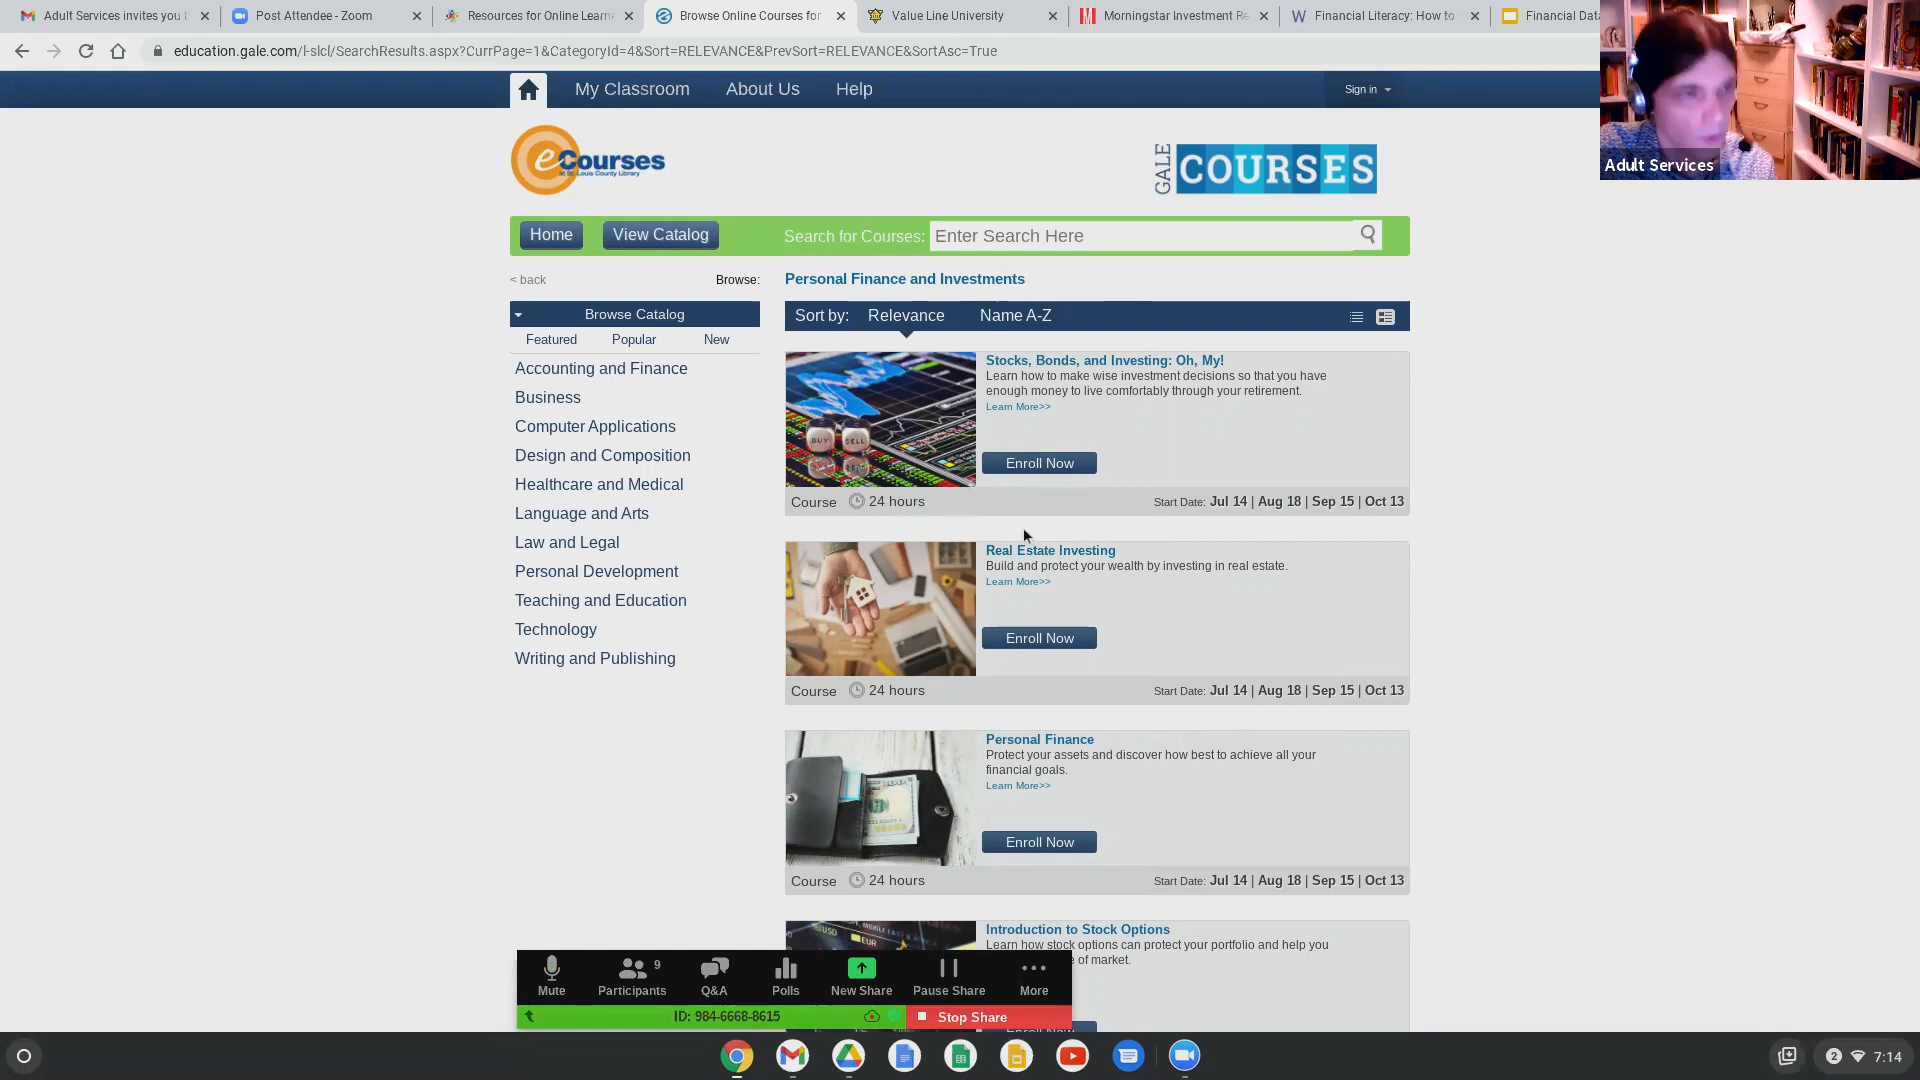 Adult Services invites you t
Post Attendee - Zoom
Resources for Online Learn
Browse Online Courses for
Value Line University
Morningstar Investment Re
Financial Literacy: How to
Financial Data
education.gale.com/l-slcl/SearchResults.aspx?CurrPage=1&CategoryId=4&Sort=RELEVANCE&PrevSort=RELEVANCE&SortAsc=True
My Classroom
About Us
Help
Sign in
Adult Services
eCourses
At St. Louis County Library
GALE COURSES
Home
View Catalog
Search for Courses:
Enter Search Here
< back
Browse:
Personal Finance and Investments
Browse Catalog
Featured
Popular
New
Accounting and Finance
Business
Computer Applications
Design and Composition
Healthcare and Medical
Language and Arts
Law and Legal
Personal Development
Teaching and Education
Technology
Writing and Publishing
Sort by:
Relevance
Name A-Z
BUY
SELL
Stocks, Bonds, and Investing: Oh, My!
Learn how to make wise investment decisions so that you have
enough money to live comfortably through your retirement.
Learn More>>
Enroll Now
Course
24 hours
Start Date: Jul 14 | Aug 18 | Sep 15 | Oct 13
Real Estate Investing
Build and protect your wealth by investing in real estate.
Learn More>>
Enroll Now
Course
24 hours
Start Date: Jul 14 | Aug 18 | Sep 15 | Oct 13
Personal Finance
Protect your assets and discover how best to achieve all your
financial goals.
Learn More>>
Enroll Now
Course
24 hours
Start Date: Jul 14 | Aug 18 | Sep 15 | Oct 13
USD
EUR
Introduction to Stock Options
Learn how stock options can protect your portfolio and help you
e of market.
Mute
Participants
9
Q&A
Polls
New Share
Pause Share
More
ID: 984-6668-8615
Stop Share
Enroll Now
2
7:14